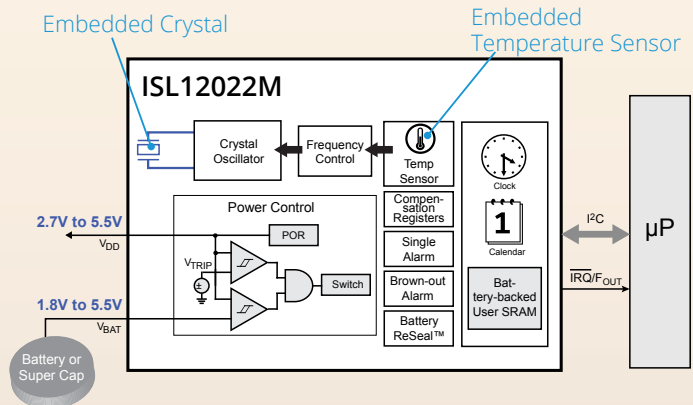 Embedded Crystal
Embedded
Temperature Sensor
ISL12022M
Crystal
Oscillator
Frequency
Control
Temp
Sensor
Clock
Compen-
sation
Registers
1
Calendar
Single
Alarm
Brown-out
Alarm
Battery
ReSeal™
Bat-
tery-backed
User SRAM
Power Control
POR
VTRIP
±
Switch
2.7V to 5.5V
VDD
1.8V to 5.5V
VBAT
Battery or
Super Cap
I²C
IRQ/FOUT
µP